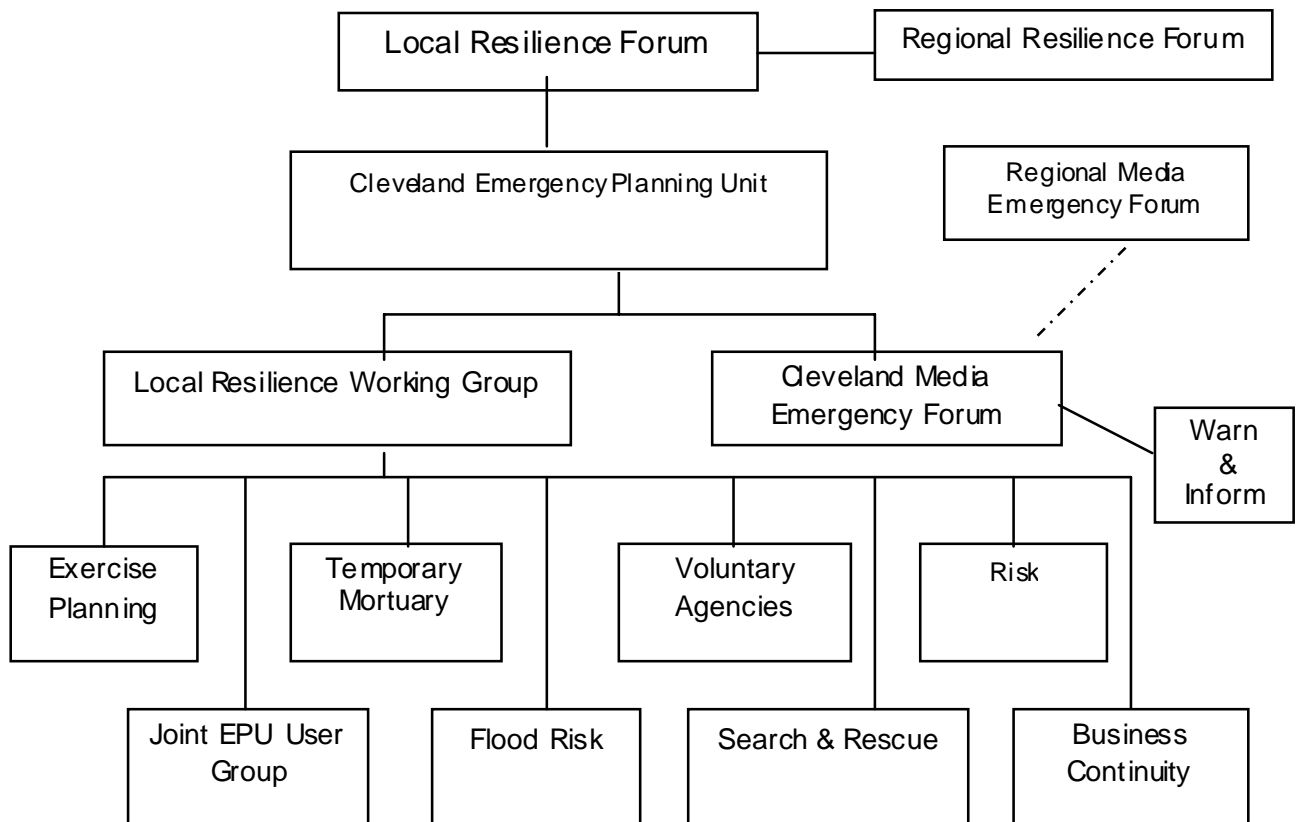 Local Resilience Forum
Regional Resilience Forum
Cleveland Emergency Planning Unit
Regional Media
Emergency Forum
Local Resilience Working Group
Cleveland Media
Emergency Forum
Warn
&
Inform
Exercise
Planning
Temporary
Mortuary
Voluntary
Agencies
Risk
Joint EPU User
Group
Flood Risk
Search & Rescue
Business
Continuity